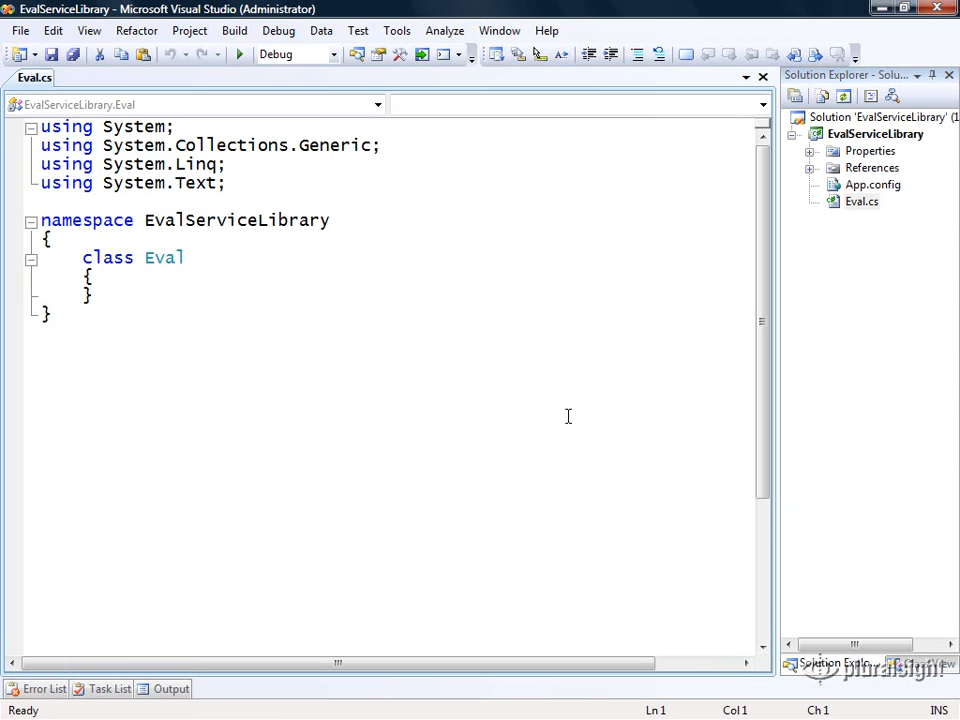 EvalServiceLibrary - Microsoft Visual Studio (Administrator)
File Edit View Refactor Project Build Debug Data Test Tools Analyze Window Help
Debug
Eval.cs
EvalServiceLibrary.Eval
using System;
using System.Collections.Generic;
using System.Linq;
using System.Text;
namespace EvalServiceLibrary
{
class Eval
{
}
}
Solution Explorer - Solu...
Solution 'EvalServiceLibrary' (1
EvalServiceLibrary
Properties
References
App.config
Eval.cs
Solution Explo...
pluralsight
Error List Task List Output
Ready Ln 1 Col 1 Ch 1 INS